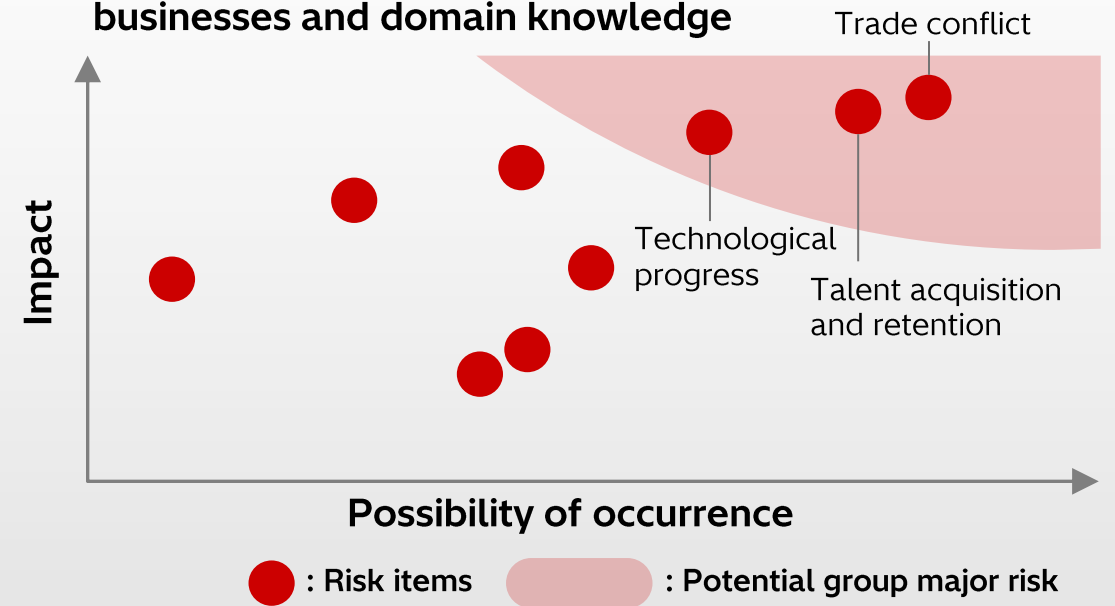 businesses and domain knowledge
Trade conflict
Impact
Technological
progress
Talent acquisition
and retention
Possibility of occurrence
: Risk items
: Potential group major risk